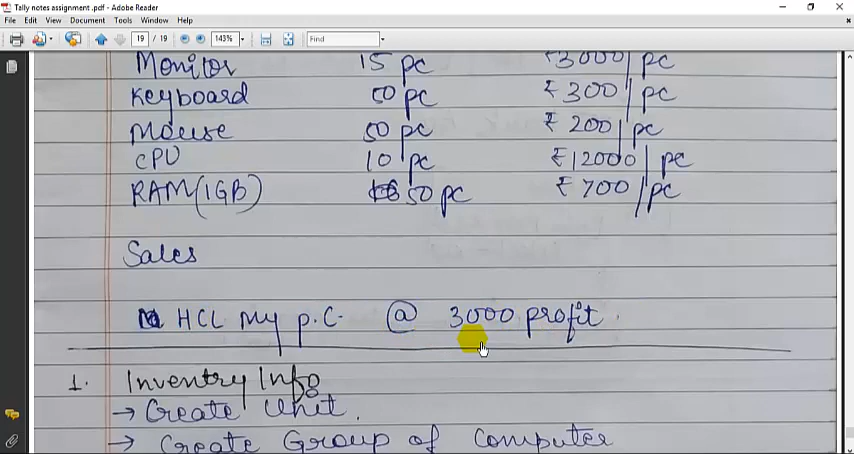 Tally notes assignment .pdf - Adobe Reader
File Edit View Document Tools Window Help
19 / 19 143% Find
Monitor 15 pc ₹3000/pc
Keyboard 50 pc ₹300/pc
Mouse 50 pc ₹200/pc
CPU 10 pc ₹12000/pc
RAM(1GB) 50 pc ₹700/pc
Sales
HCL My P.C. @ 3000 profit.
1. Inventry Info
→ Create Unit.
→ Create Group of Computer